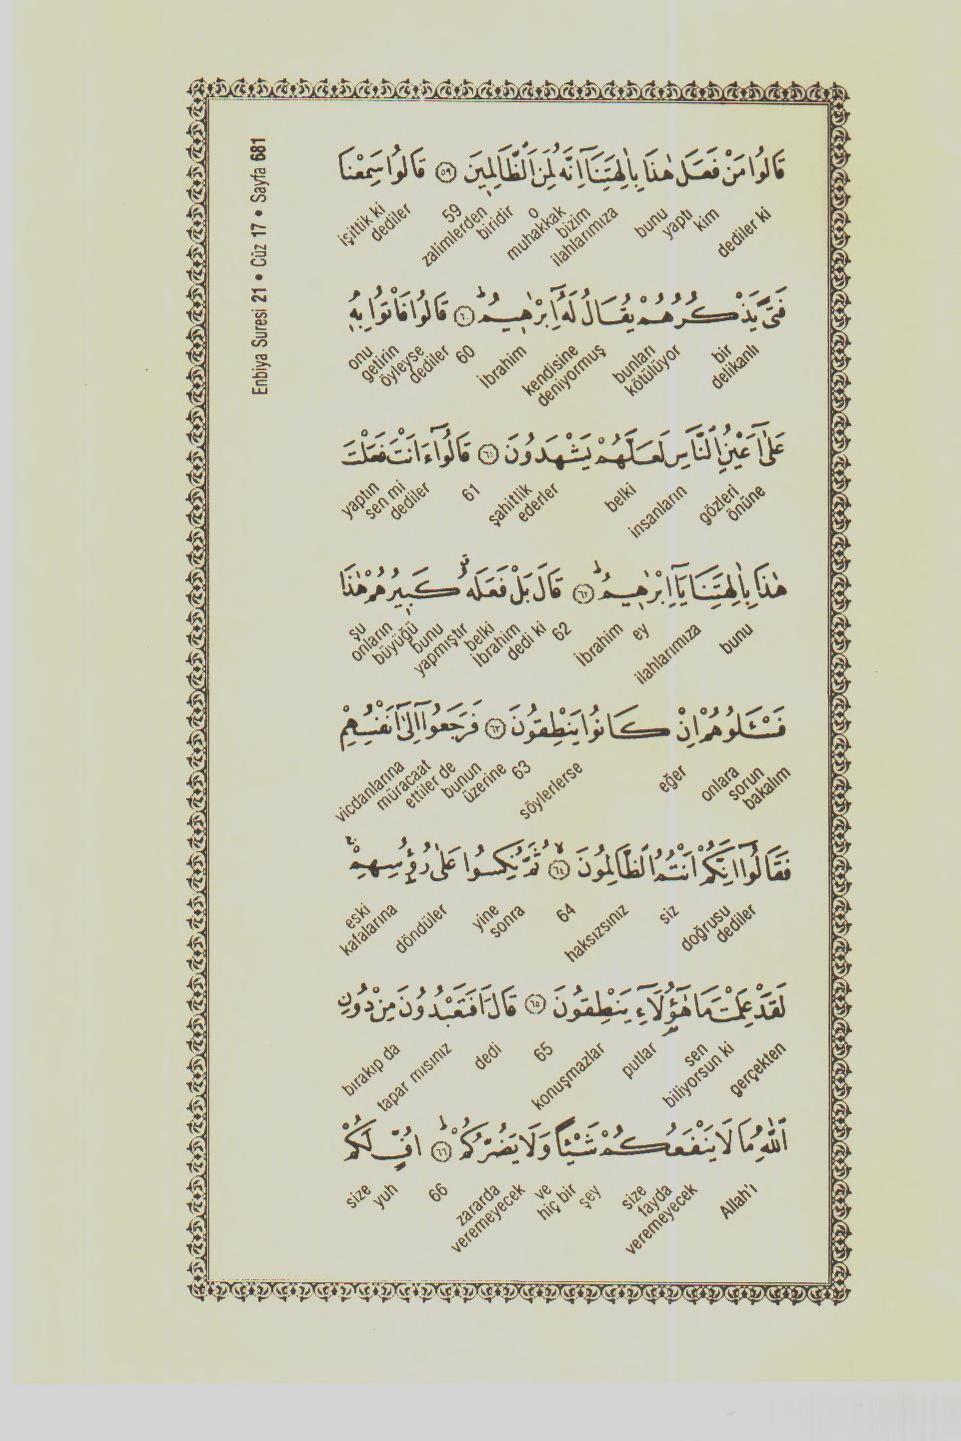 Enbiya Suresi 21 • Cüz 17 • Sayfa 681
قَالُوا مَنْ فَعَلَ هٰذَا بِاٰلِهَتِنَٓا اِنَّهُ لَمِنَ الظَّالِمٖينَ ﴿٥٩﴾ قَالُوا سَمِعْنَا
dediler ki kim yaptı bunu ilahlarımıza bizim muhakkak o biridir zalimlerden 59 dediler işittik ki
فَتًى يَذْكُرُهُمْ يُقَالُ لَهُٓ اِبْرٰهٖيمُ ﴿٦٠﴾ قَالُوا فَأْتُوا بِهٖ
bir delikanlı bunları kötülüyor kendisine deniyormuş İbrahim 60 dediler öyleyse getirin onu
عَلٰٓى اَعْيُنِ النَّاسِ لَعَلَّهُمْ يَشْهَدُونَ ﴿٦١﴾ قَالُٓوا ءَاَنْتَ فَعَلْتَ
gözleri önüne insanların belki şahitlik ederler 61 dediler sen mi yaptın
هٰذَا بِاٰلِهَتِنَا يَٓا اِبْرٰهٖيمُ ﴿٦٢﴾ قَالَ بَلْ فَعَلَهُ كَبٖيرُهُمْ هٰذَا
bunu ilahlarımıza ey İbrahim 62 dedi ki İbrahim belki yapmıştır bunu büyüğü onların şu
فَسْـَٔلُوهُمْ اِنْ كَانُوا يَنْطِقُونَ ﴿٦٣﴾ فَرَجَعُٓوا اِلٰٓى اَنْفُسِهِمْ
onlara sorun bakalım eğer söylerlerse 63 bunun üzerine müracaat ettiler de vicdanlarına
فَقَالُٓوا اِنَّكُمْ اَنْتُمُ الظَّالِمُونَ ﴿٦٤﴾ ثُمَّ نُكِسُوا عَلٰى رُؤُ۫سِهِمْ
dediler doğrusu siz haksızsınız 64 sonra yine döndüler eski kafalarına
لَقَدْ عَلِمْتَ مَا هٰٓؤُ۬لَٓاءِ يَنْطِقُونَ ﴿٦٥﴾ قَالَ اَفَتَعْبُدُونَ مِنْ دُونِ
gerçekten sen biliyorsun ki putlar konuşmazlar 65 dedi tapar mısınız bırakıp da
اللّٰهِ مَا لَا يَنْفَعُكُمْ شَيْـًٔا وَلَا يَضُرُّكُمْ ﴿٦٦﴾ اُفٍّ لَكُمْ
Allah'ı size fayda veremeyecek hiç bir şey ve zararda veremeyecek 66 yuh size